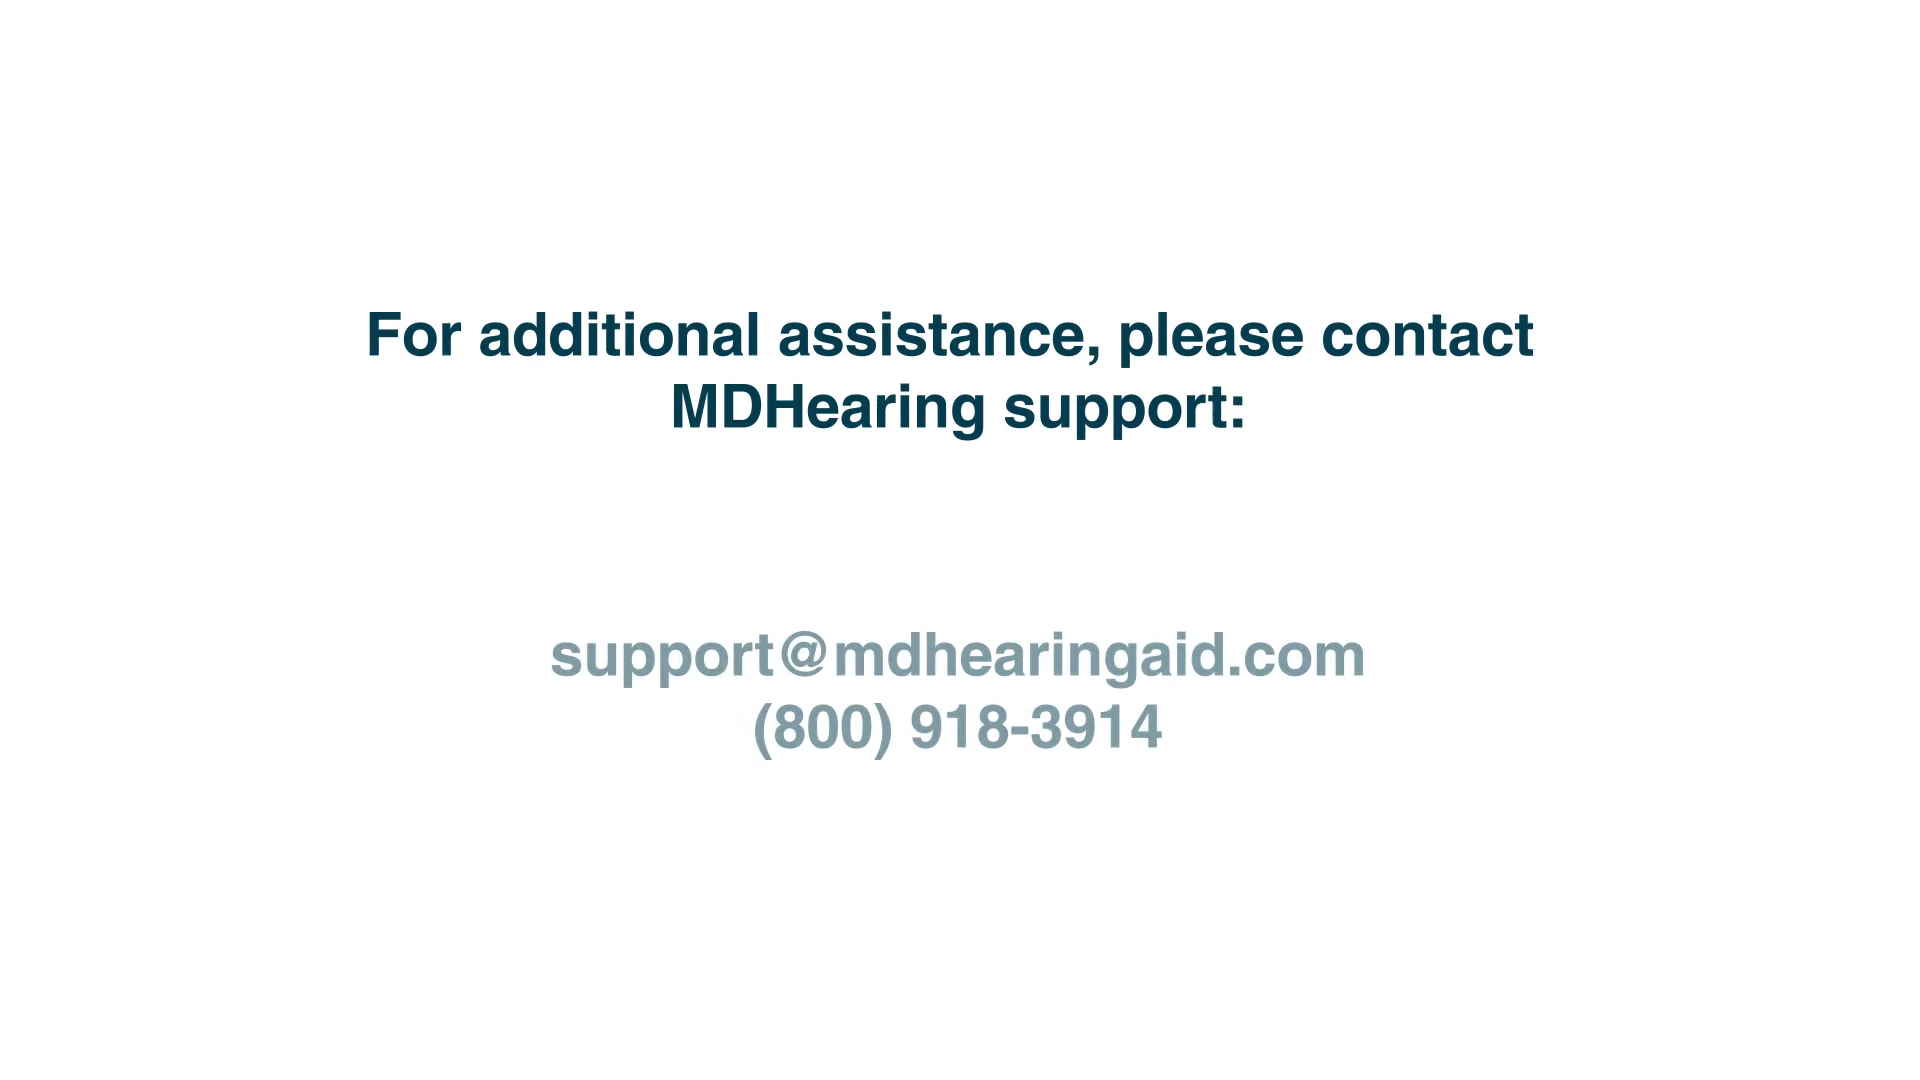 For additional assistance, please contact
MDHearing support:
support@mdhearingaid.com
(800) 918-3914